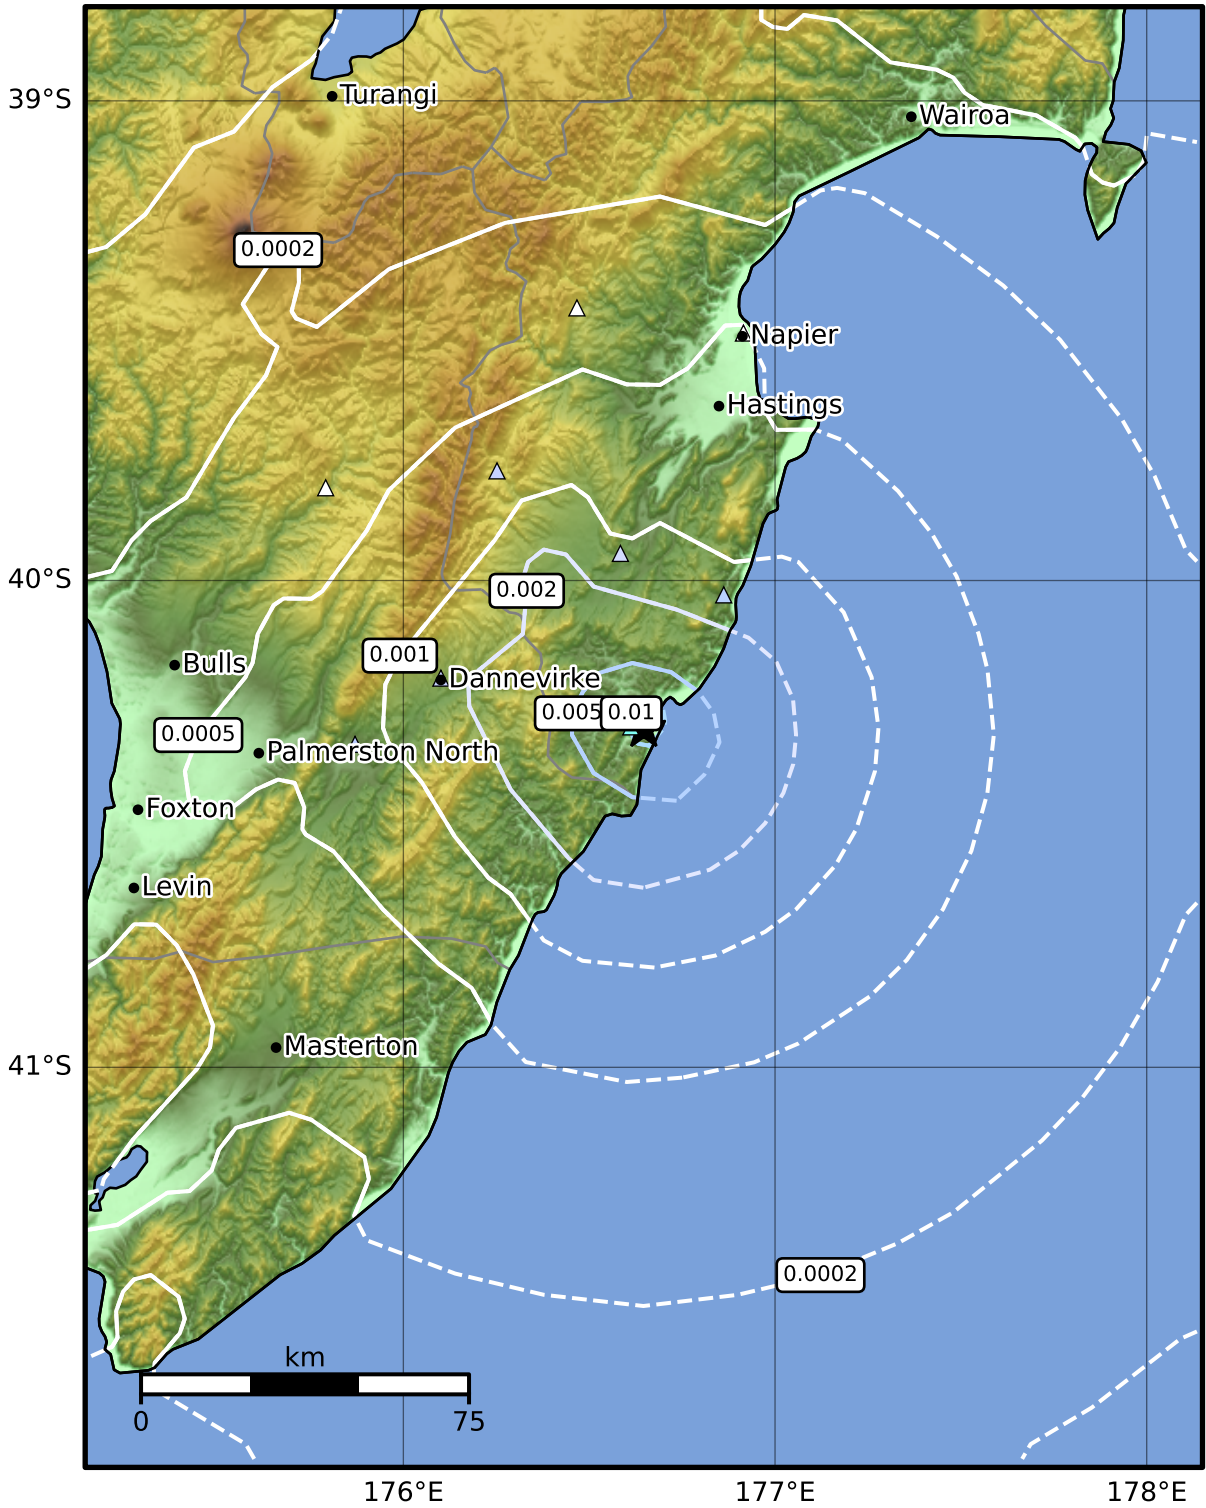 39°S
Turangi
Wairoa
0.0002
Napier
Hastings
40°S
0.002
0.001
Bulls
Dannevirke
0.005
0.01
0.0005
Palmerston North
Foxton
Levin
Masterton
41°S
0.0002
km
0
75
176°E
177°E
178°E